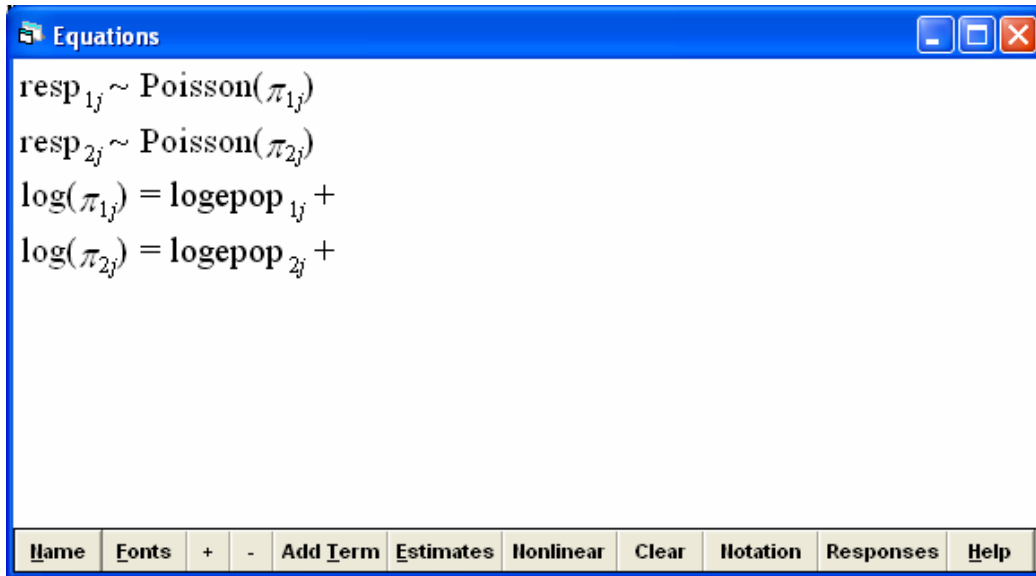 Equations
resp₁ⱼ ~ Poisson(π₁ⱼ)
resp₂ⱼ ~ Poisson(π₂ⱼ)
log(π₁ⱼ) = logepop₁ⱼ +
log(π₂ⱼ) = logepop₂ⱼ +
Name Fonts + - Add Term Estimates Nonlinear Clear Notation Responses Help